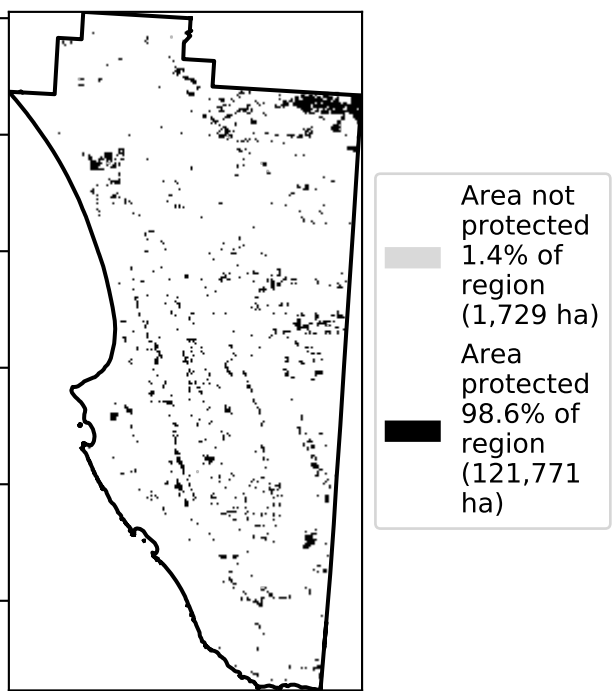 Area not
protected
1.4% of
region
(1,729 ha)
Area
protected
98.6% of
region
(121,771
ha)